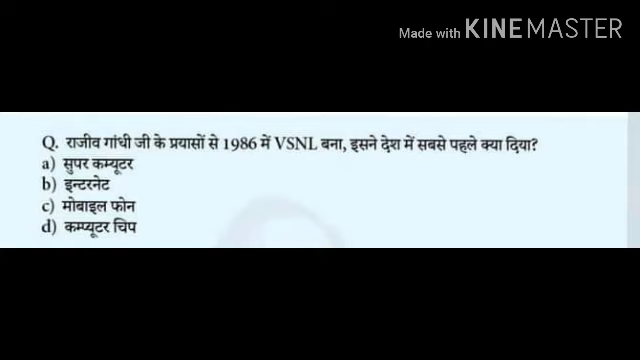 Made with KINEMASTER
Q. राजीव गांधी जी के प्रयासों से 1986 में VSNL बना, इसने देश में सबसे पहले क्या दिया?
a) सुपर कम्यूटर
b) इन्टरनेट
c) मोबाइल फोन
d) कम्प्यूटर चिप